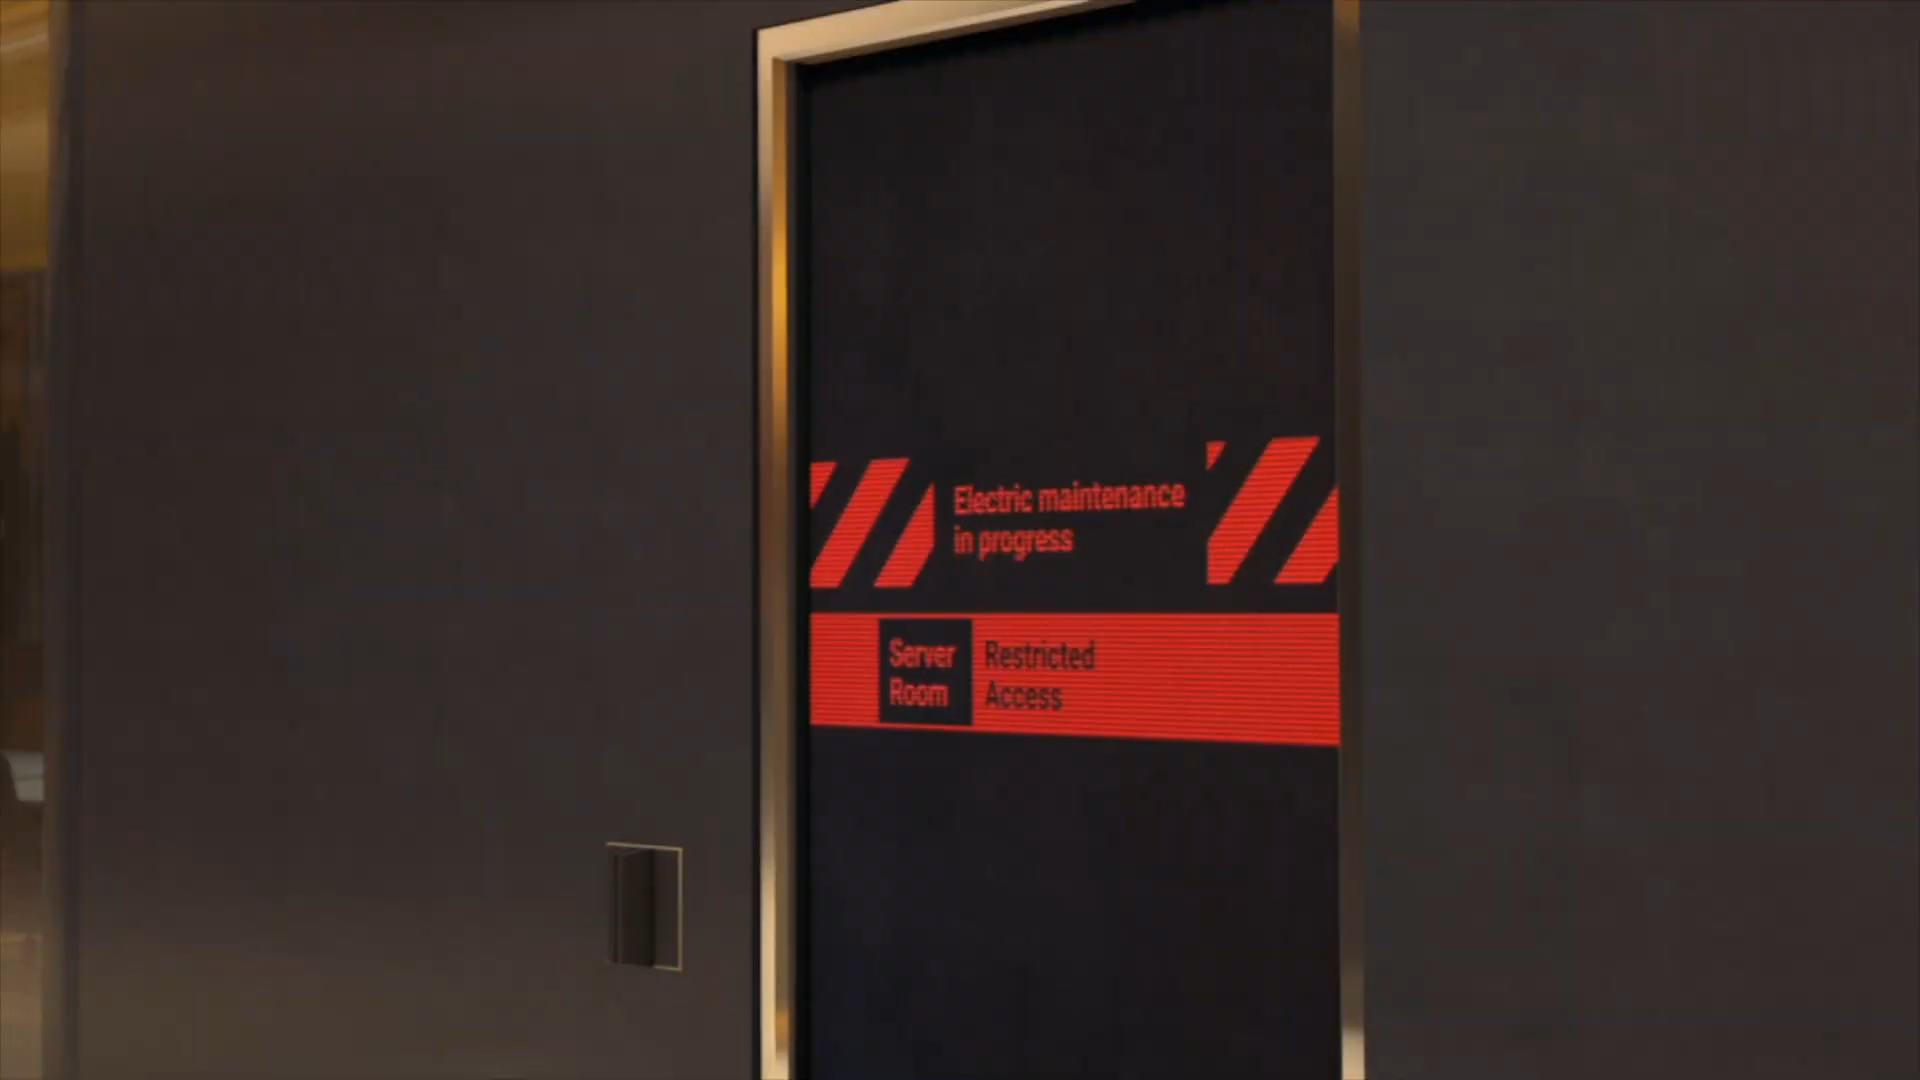 Electric maintenance
in progress
Server
Room
Restricted
Access